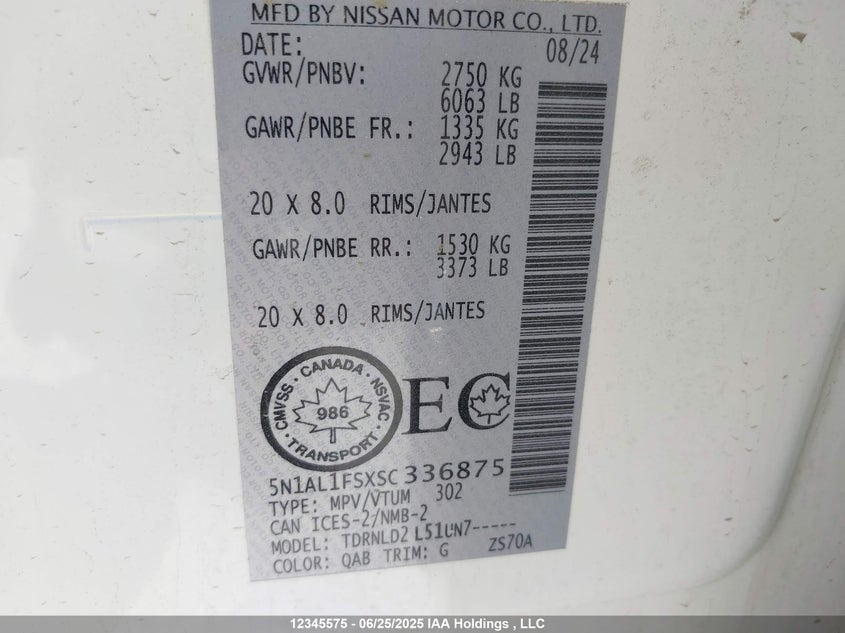 MFD BY NISSAN MOTOR CO., LTD.
DATE: 08/24
GVWR/PNBV: 2750 KG
6063 LB
GAWR/PNBE FR.: 1335 KG
2943 LB
20 X 8.0 RIMS/JANTES
GAWR/PNBE RR.: 1530 KG
3373 LB
20 X 8.0 RIMS/JANTES
CMVSS · CANADA · NSVAC · TRANSPORT ·
986
EC
5N1AL1FSXSC336875
TYPE: MPV/VTUM 302
CAN ICES-2/NMB-2
MODEL: TDRNLD2 L51UN7-----
COLOR: QAB TRIM: G ZS70A
12345575 - 06/25/2025 IAA Holdings , LLC